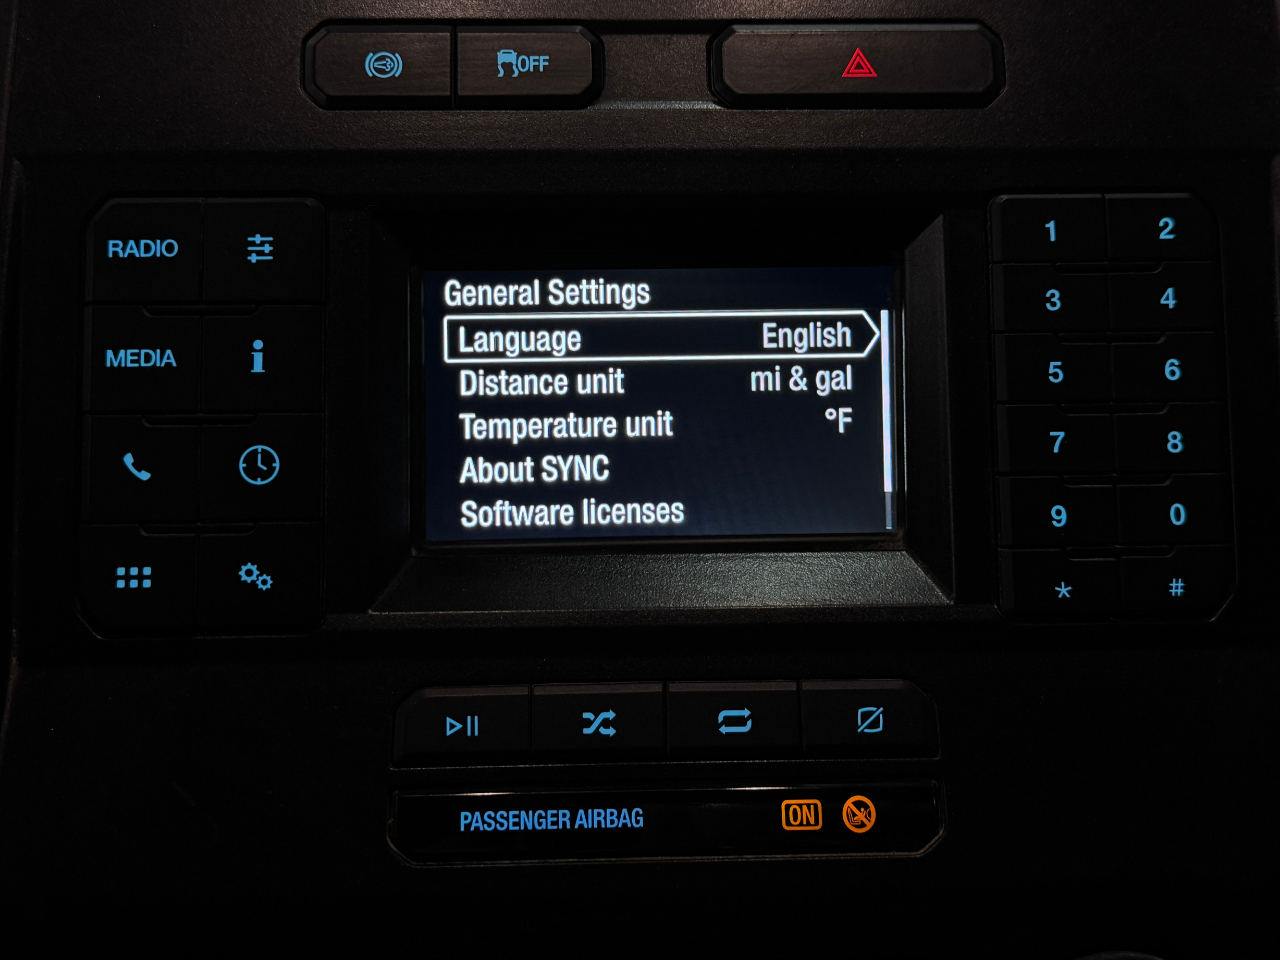 OFF
RADIO
MEDIA
General Settings
Language English
Distance unit mi & gal
Temperature unit °F
About SYNC
Software licenses
1 2
3 4
5 6
7 8
9 0
* #
PASSENGER AIRBAG ON